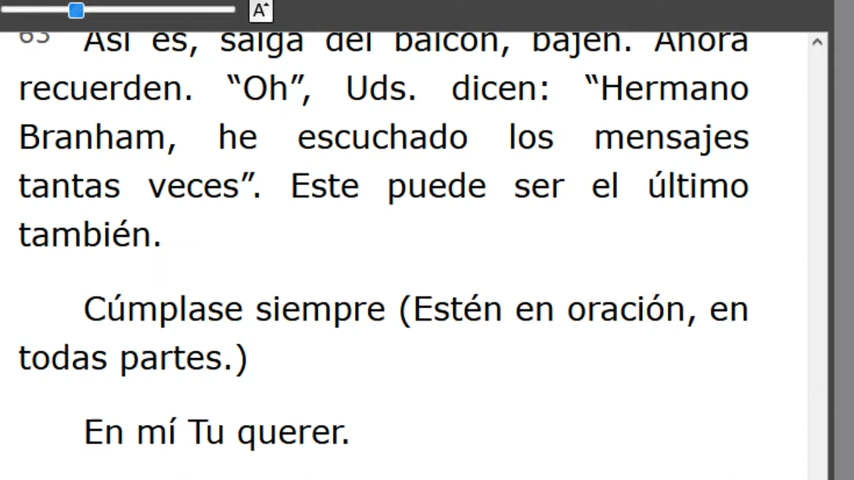 A
63 Así es, salga del balcón, bajen. Ahora
recuerden. “Oh”, Uds. dicen: “Hermano
Branham, he escuchado los mensajes
tantas veces”. Este puede ser el último
también.
Cúmplase siempre (Estén en oración, en
todas partes.)
En mí Tu querer.